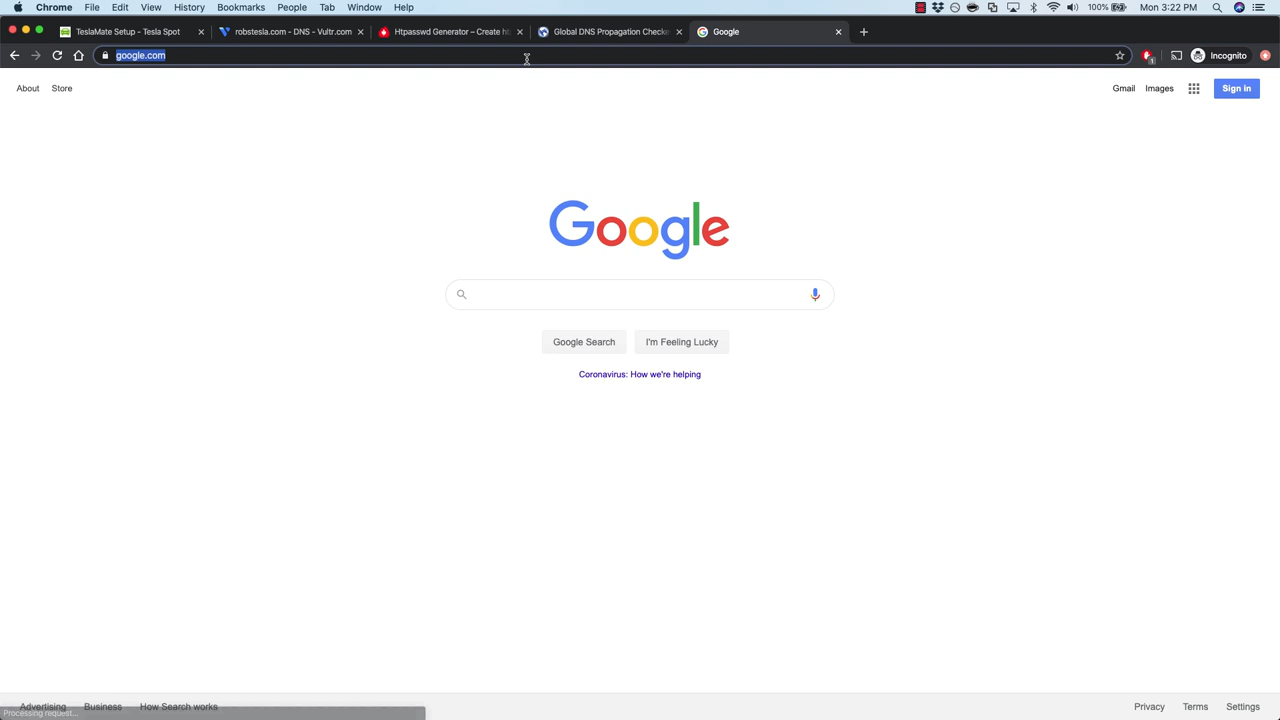 Chrome File Edit View History Bookmarks People Tab Window Help 100% Mon 3:22 PM
TeslaMate Setup - Tesla Spot robstesla.com - DNS - Vultr.com Htpasswd Generator – Create ht Global DNS Propagation Checke Google
google.com 1 Incognito
About Store Gmail Images Sign in
Google
Google Search I'm Feeling Lucky
Coronavirus: How we're helping
Advertising Business How Search works Privacy Terms Settings
Processing request...